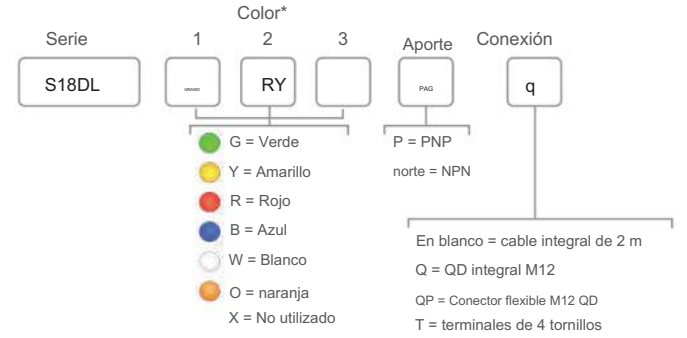 Color*
Serie 1 2 3 Aporte Conexión
S18DL RY PAG q
G = Verde
Y = Amarillo
R = Rojo
B = Azul
W = Blanco
O = naranja
X = No utilizado
P = PNP
norte = NPN
En blanco = cable integral de 2 m
Q = QD integral M12
QP = Conector flexible M12 QD
T = terminales de 4 tornillos